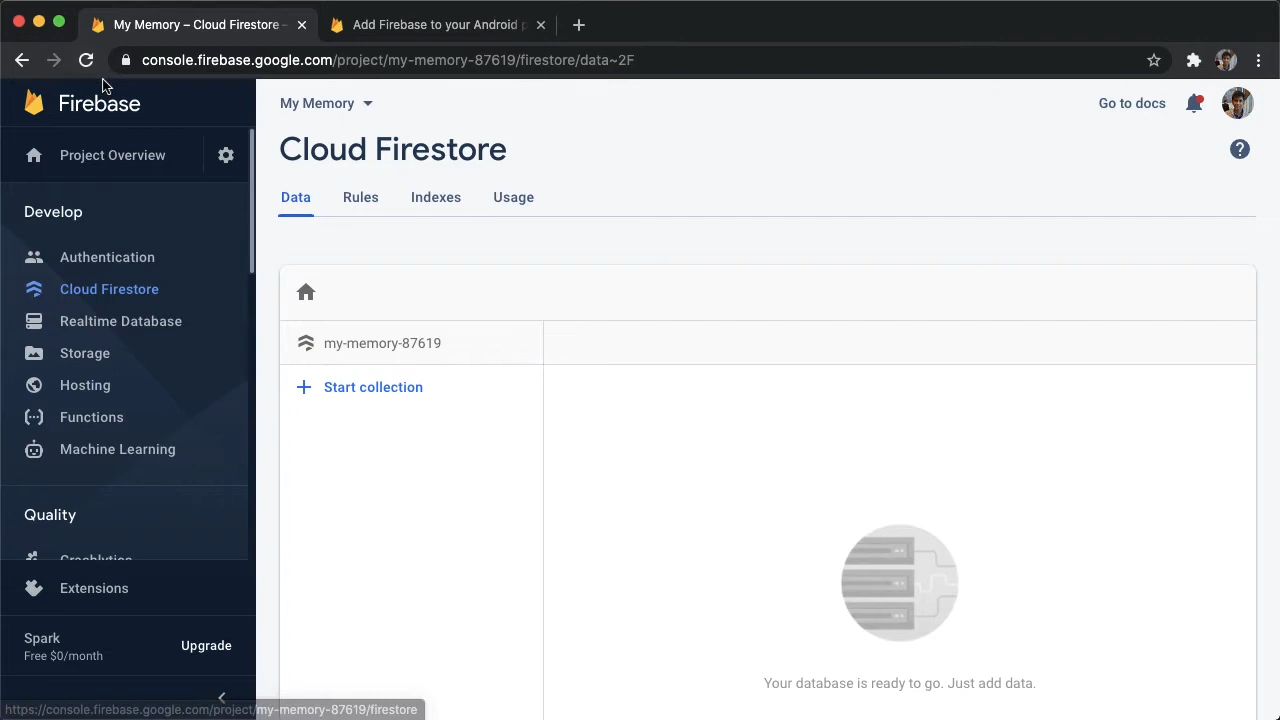 My Memory – Cloud Firestore –
Add Firebase to your Android p
console.firebase.google.com/project/my-memory-87619/firestore/data~2F
Firebase
My Memory
Go to docs
Project Overview
Cloud Firestore
Data
Rules
Indexes
Usage
Develop
Authentication
Cloud Firestore
Realtime Database
Storage
Hosting
Functions
Machine Learning
Quality
Crashlytics
Extensions
Spark
Free $0/month
Upgrade
my-memory-87619
Start collection
Your database is ready to go. Just add data.
https://console.firebase.google.com/project/my-memory-87619/firestore